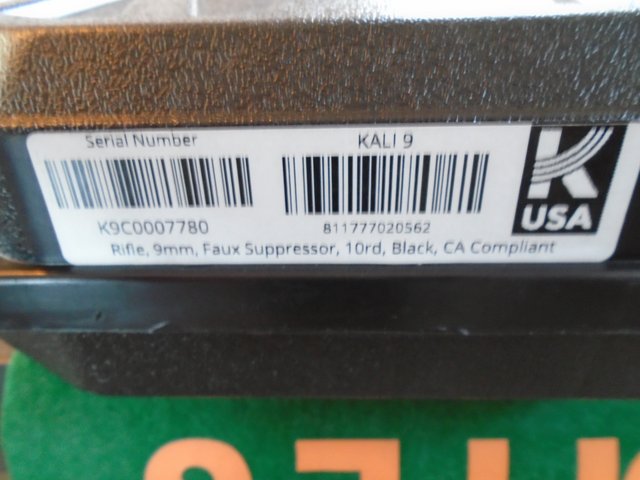 Serial Number
KALI 9
K9C0007780
811777020562
Rifle, 9mm, Faux Suppressor, 10rd, Black, CA Compliant
K
USA